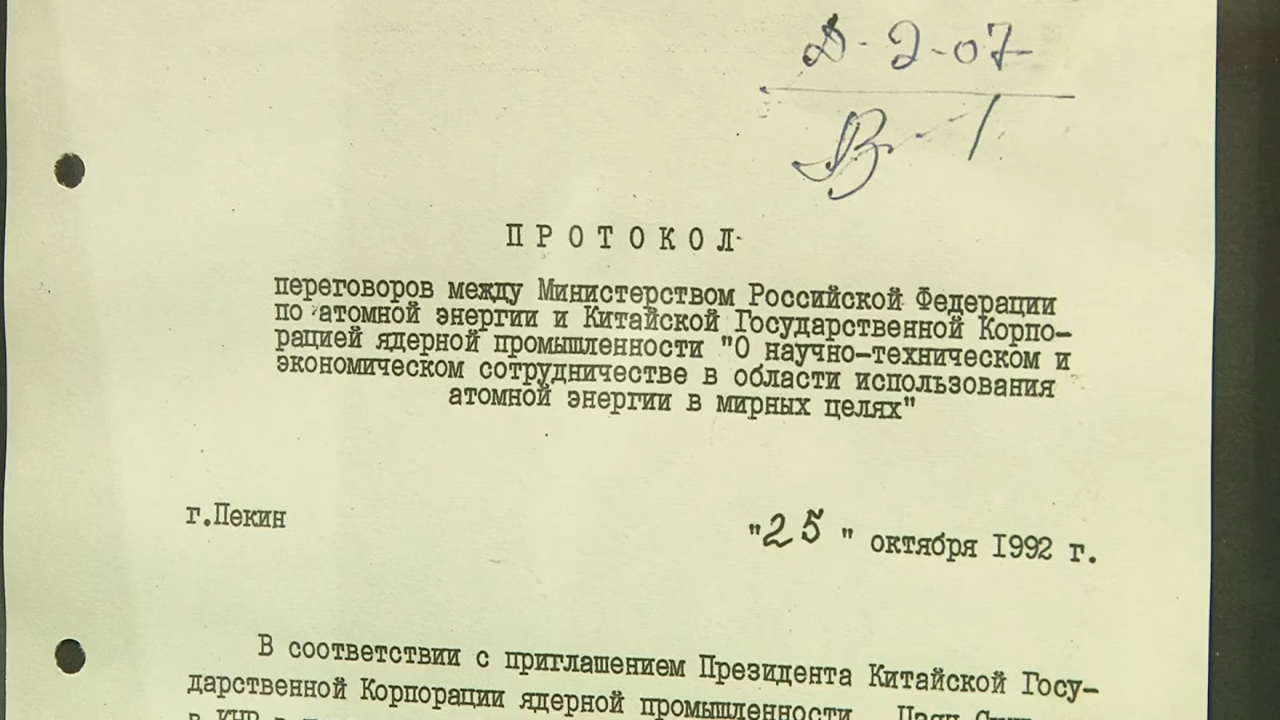 Д-2-07
ПРОТОКОЛ
переговоров между Министерством Российской Федерации
по атомной энергии и Китайской Государственной Корпо-
рацией ядерной промышленности "О научно-техническом и
экономическом сотрудничестве в области использования
атомной энергии в мирных целях"
г.Пекин
"25" октября 1992 г.
В соответствии с приглашением Президента Китайской Госу-
дарственной Корпорации ядерной промышленности